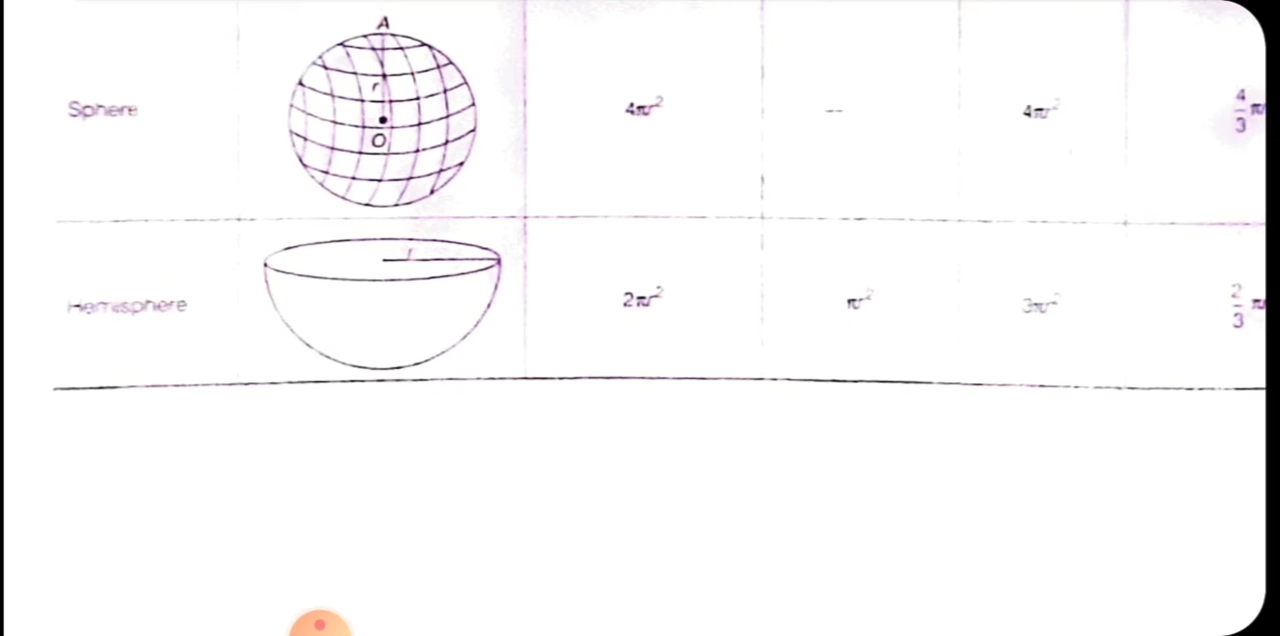 A
r
O
Sphere
4πr²
—
4πr²
4/3 π
r
Hemisphere
2πr²
πr²
3πr²
2/3 π